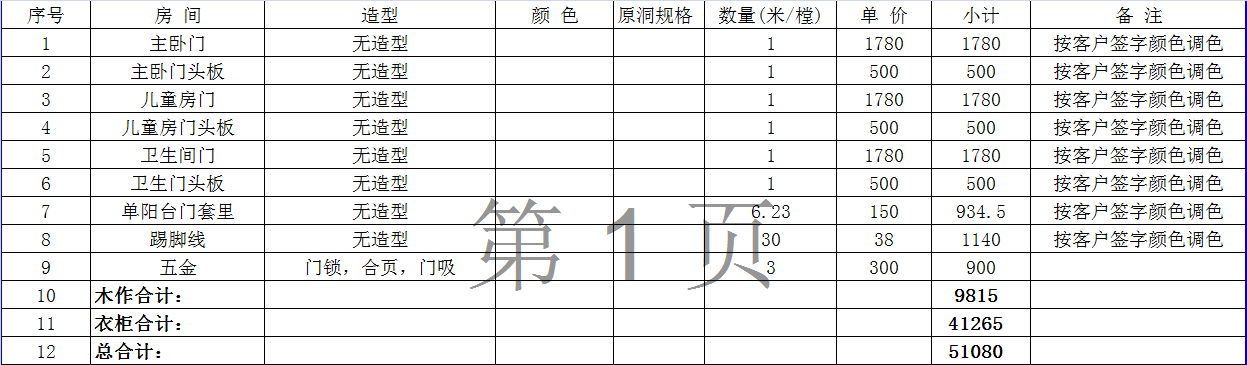 序号 房 间 造型 颜 色 原洞规格 数量(米/樘) 单 价 小计 备 注
1 主卧门 无造型 1 1780 1780 按客户签字颜色调色
2 主卧门头板 无造型 1 500 500 按客户签字颜色调色
3 儿童房门 无造型 1 1780 1780 按客户签字颜色调色
4 儿童房门头板 无造型 1 500 500 按客户签字颜色调色
5 卫生间门 无造型 1 1780 1780 按客户签字颜色调色
6 卫生门头板 无造型 1 500 500 按客户签字颜色调色
7 单阳台门套里 无造型 6.23 150 934.5 按客户签字颜色调色
8 踢脚线 无造型 30 38 1140 按客户签字颜色调色
9 五金 门锁，合页，门吸 3 300 900
10 木作合计： 9815
11 衣柜合计： 41265
12 总合计： 51080
第 1 页